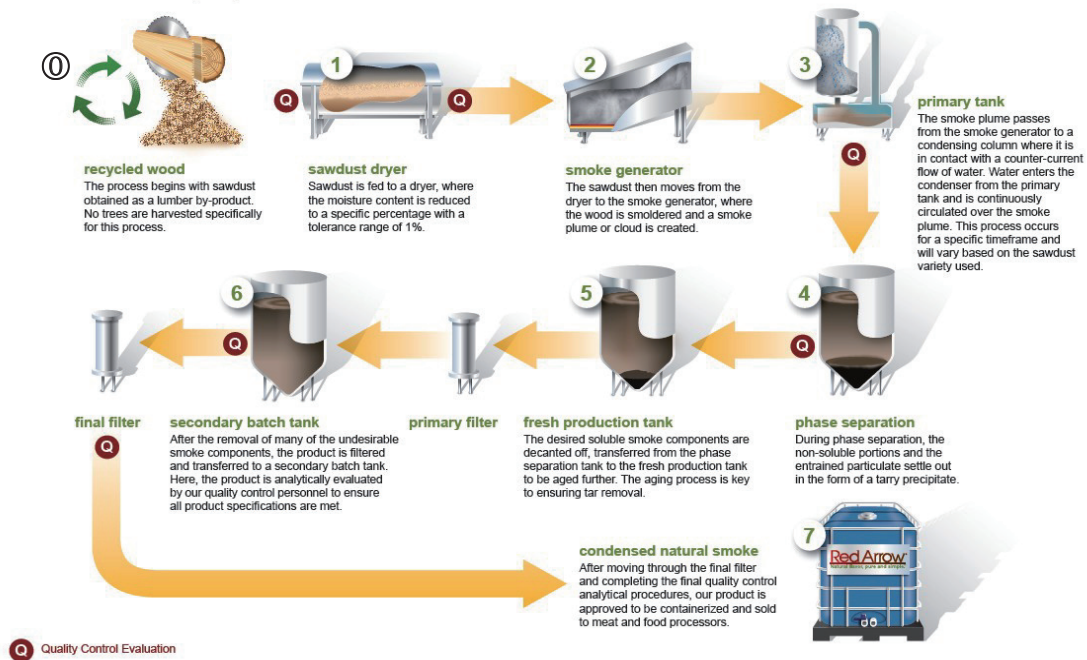 ⓪
recycled wood
The process begins with sawdust
obtained as a lumber by-product.
No trees are harvested specifically
for this process.
1
Q
Q
sawdust dryer
Sawdust is fed to a dryer, where
the moisture content is reduced
to a specific percentage with a
tolerance range of 1%.
2
smoke generator
The sawdust then moves from the
dryer to the smoke generator, where
the wood is smoldered and a smoke
plume or cloud is created.
3
Q
primary tank
The smoke plume passes
from the smoke generator to a
condensing column where it is
in contact with a counter-current
flow of water. Water enters the
condenser from the primary
tank and is continuously
circulated over the smoke
plume. This process occurs
for a specific timeframe and
will vary based on the sawdust
variety used.
4
Q
phase separation
During phase separation, the
non-soluble portions and the
entrained particulate settle out
in the form of a tarry precipitate.
5
fresh production tank
The desired soluble smoke components are
decanted off, transferred from the phase
separation tank to the fresh production tank
to be aged further. The aging process is key
to ensuring tar removal.
primary filter
6
Q
secondary batch tank
After the removal of many of the undesirable
smoke components, the product is filtered
and transferred to a secondary batch tank.
Here, the product is analytically evaluated
by our quality control personnel to ensure
all product specifications are met.
final filter
Q
condensed natural smoke
After moving through the final filter
and completing the final quality control
analytical procedures, our product is
approved to be containerized and sold
to meat and food processors.
7
Red Arrow
Natural flavor, pure and simple.
Q Quality Control Evaluation